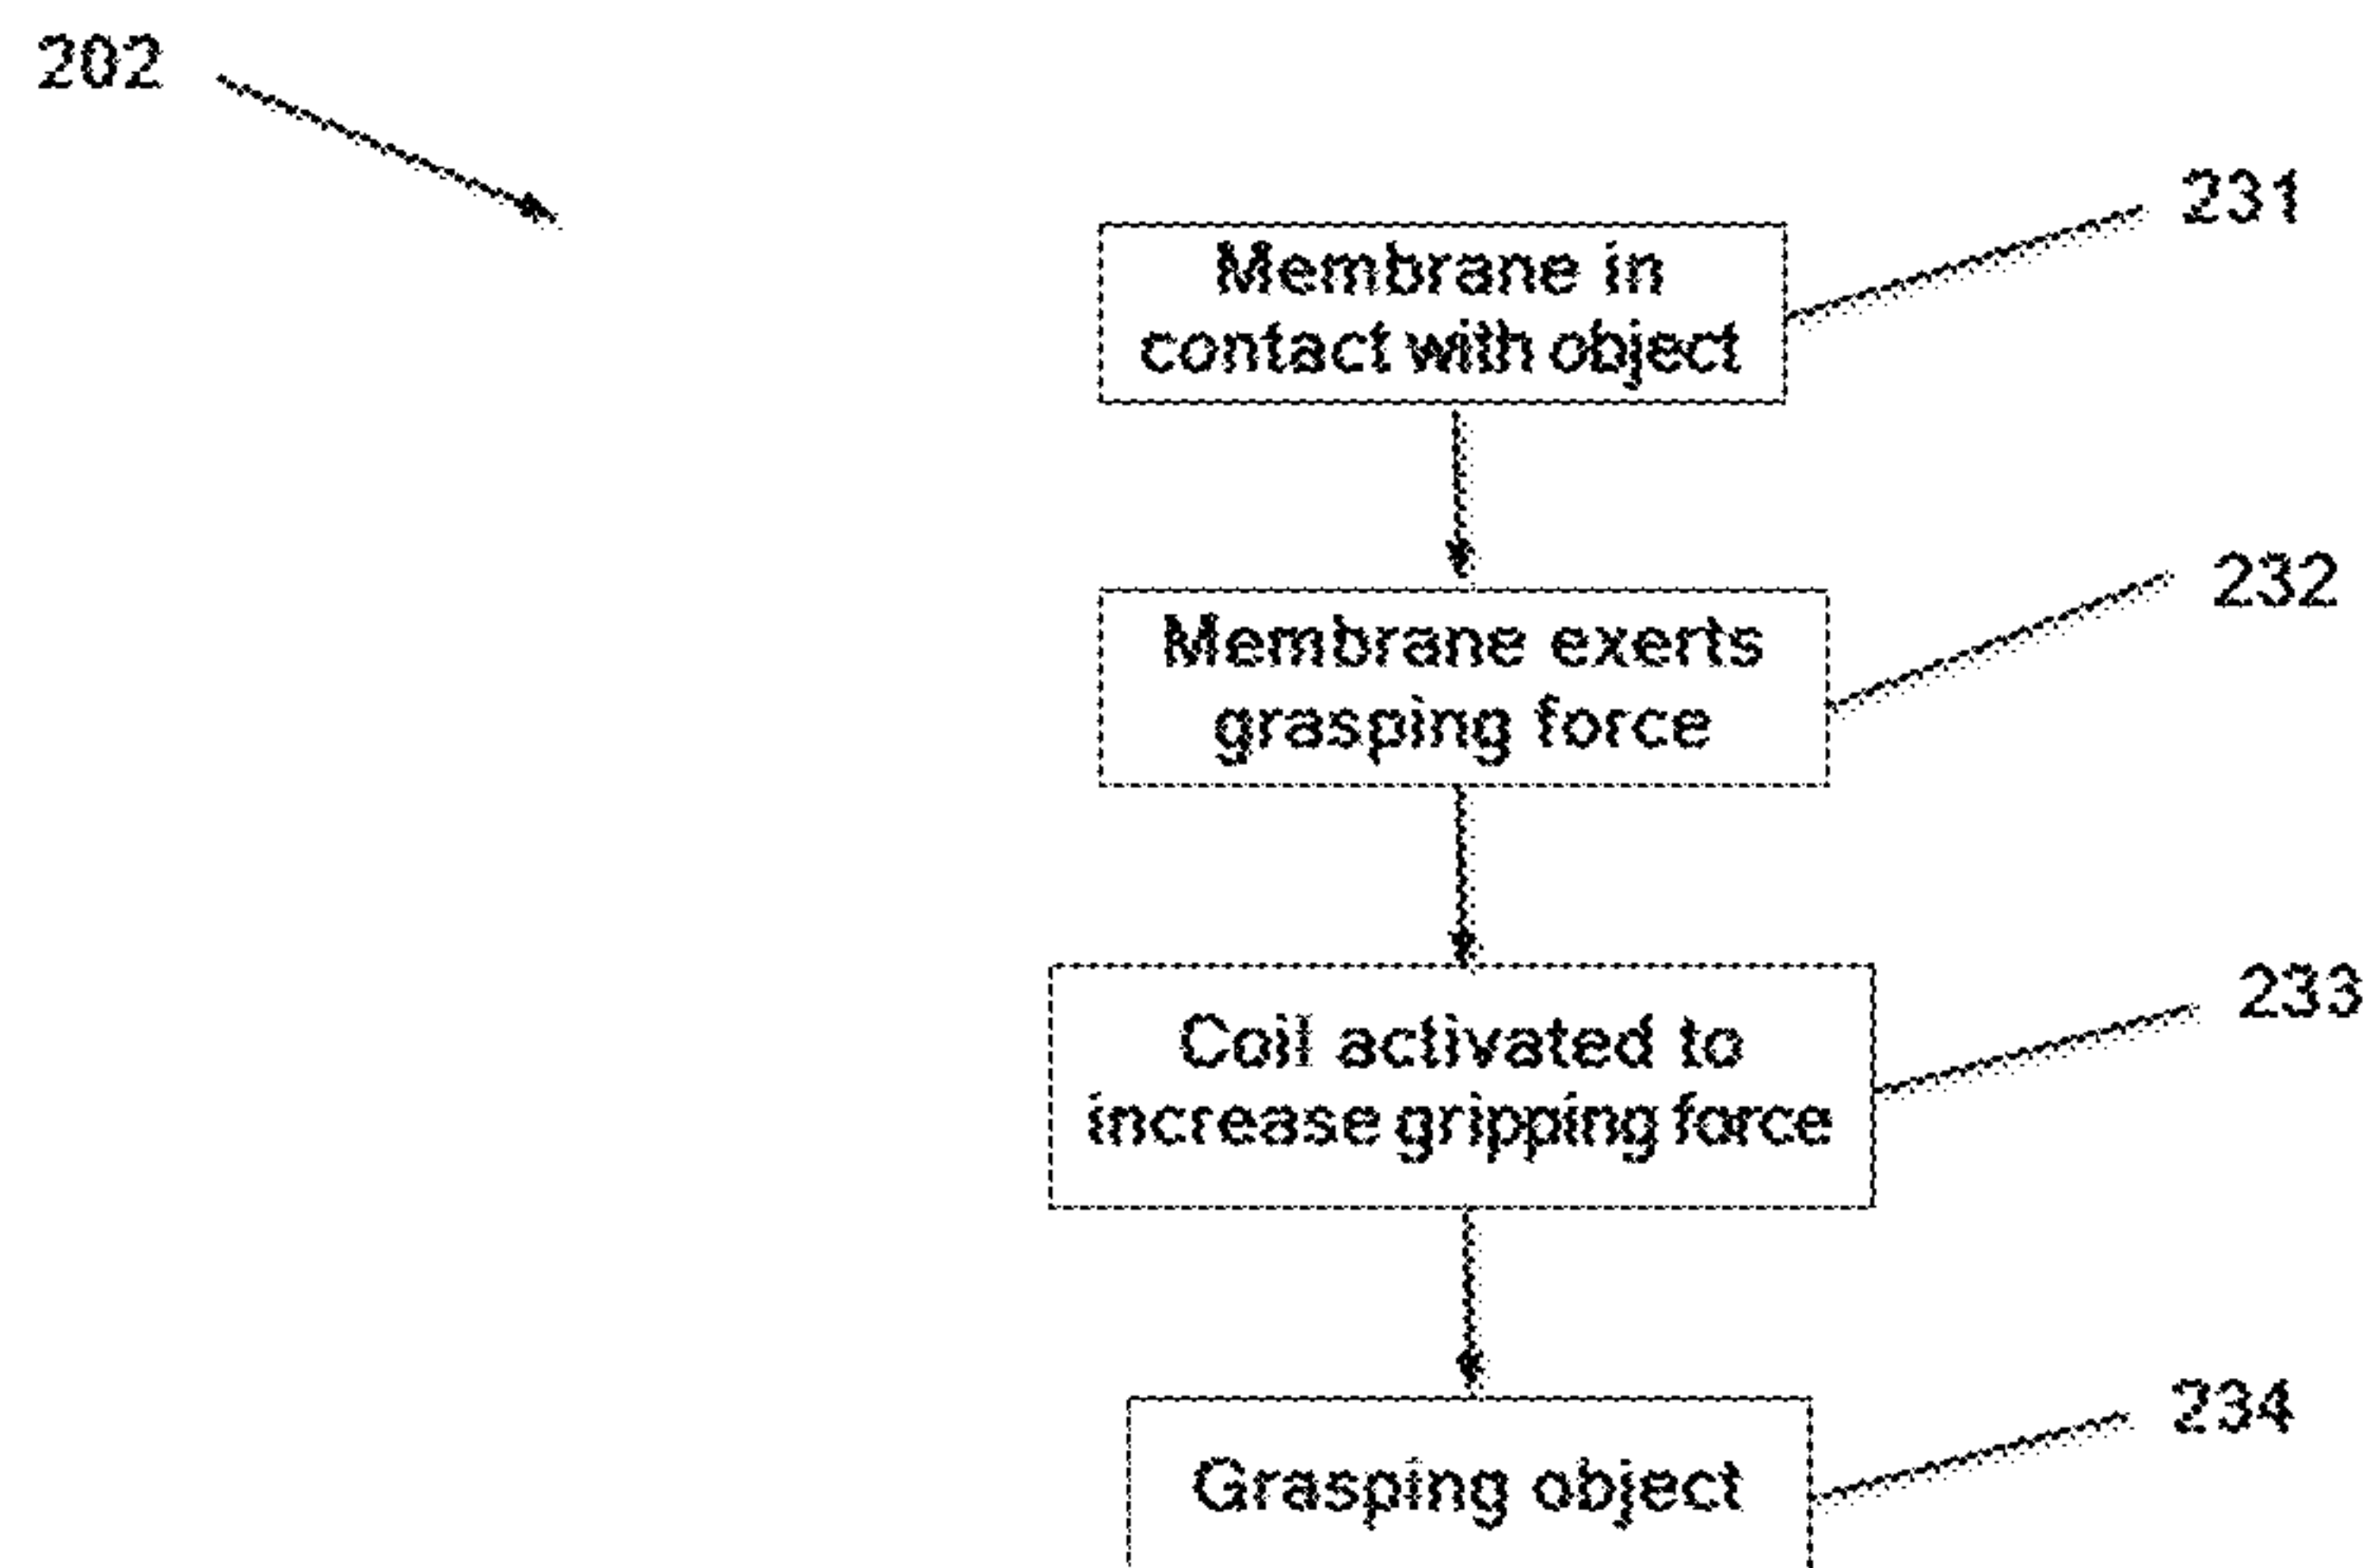 202
231
Membrane in
contact with object
232
Membrane exerts
grasping force
233
Coil activated to
increase gripping force
234
Grasping object